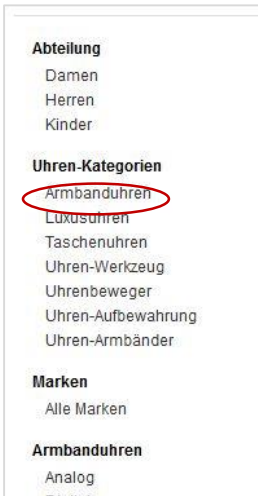 Abteilung
Damen
Herren
Kinder
Uhren-Kategorien
Armbanduhren
Luxusuhren
Taschenuhren
Uhren-Werkzeug
Uhrenbeweger
Uhren-Aufbewahrung
Uhren-Armbänder
Marken
Alle Marken
Armbanduhren
Analog